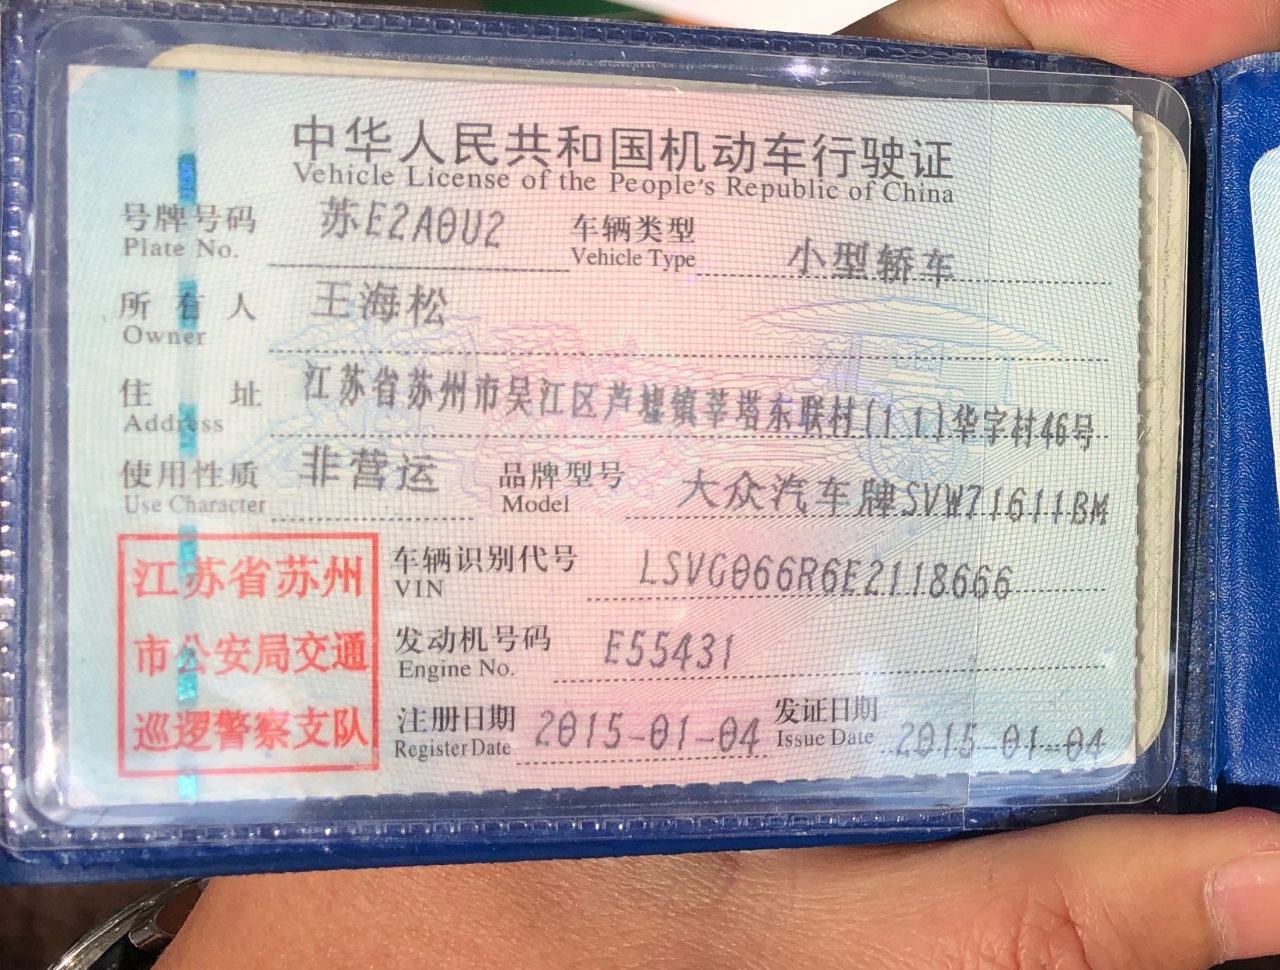 中华人民共和国机动车行驶证
Vehicle License of the People's Republic of China
号牌号码 苏E2A0U2 车辆类型 小型轿车
Plate No. Vehicle Type
所有人 王海松
Owner
住址 江苏省苏州市吴江区芦墟镇莘塔东联村(11)华字村46号
Address
使用性质 非营运 品牌型号 大众汽车牌SVW71611BM
Use Character Model
江苏省苏州
市公安局交通
巡逻警察支队
车辆识别代号 LSVG066R6E2118666
VIN
发动机号码 E55431
Engine No.
注册日期 2015-01-04 发证日期 2015-01-04
Register Date Issue Date